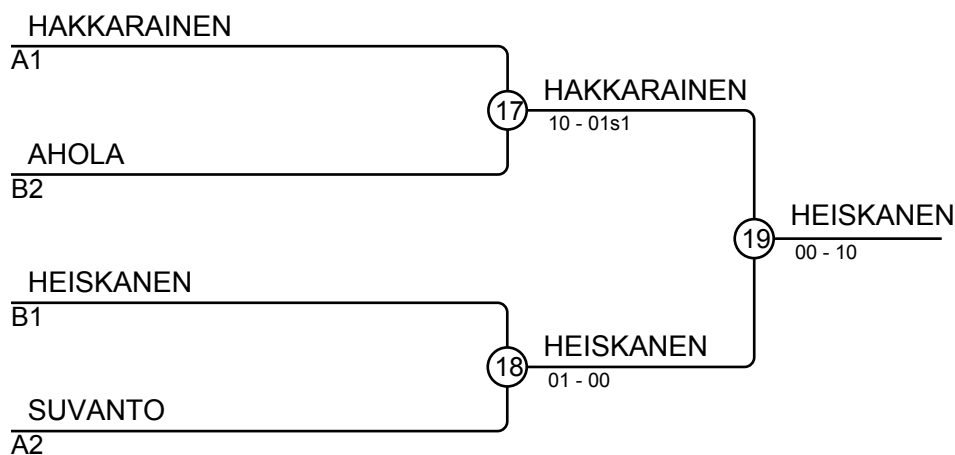 HAKKARAINEN
A1
17
HAKKARAINEN
10 - 01s1
AHOLA
B2
19
HEISKANEN
00 - 10
HEISKANEN
B1
18
HEISKANEN
01 - 00
SUVANTO
A2